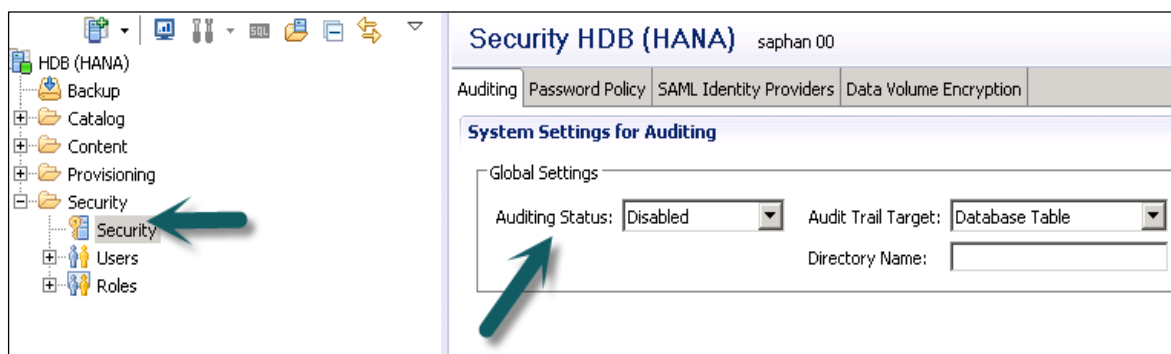 SQL
HDB (HANA)
Backup
Catalog
Content
Provisioning
Security
Security
Users
Roles
Security HDB (HANA) saphan 00
Auditing Password Policy SAML Identity Providers Data Volume Encryption
System Settings for Auditing
Global Settings
Auditing Status: Disabled Audit Trail Target: Database Table
Directory Name: